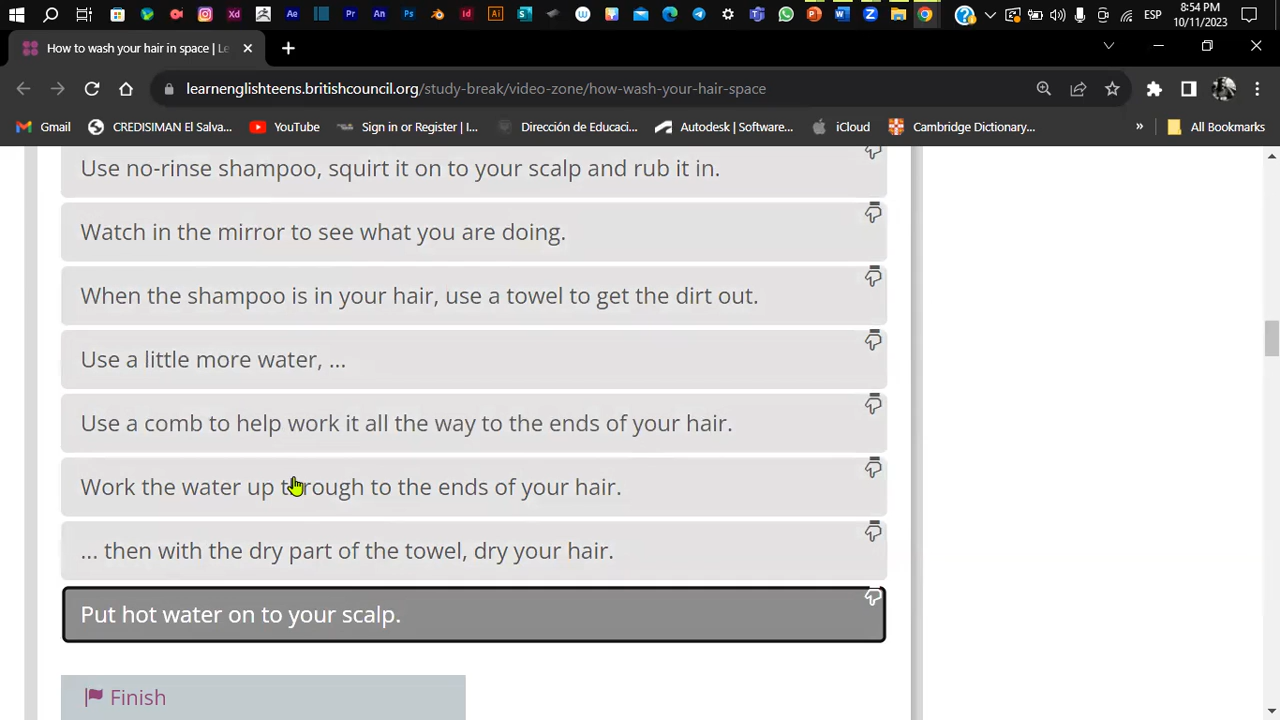 8:54 PM
ESP
10/11/2023
How to wash your hair in space | Le
learnenglishteens.britishcouncil.org/study-break/video-zone/how-wash-your-hair-space
Gmail
CREDISIMAN El Salva...
YouTube
Sign in or Register | I...
Dirección de Educaci...
Autodesk | Software...
iCloud
Cambridge Dictionary...
»
All Bookmarks
Use no-rinse shampoo, squirt it on to your scalp and rub it in.
Watch in the mirror to see what you are doing.
When the shampoo is in your hair, use a towel to get the dirt out.
Use a little more water, ...
Use a comb to help work it all the way to the ends of your hair.
Work the water up through to the ends of your hair.
... then with the dry part of the towel, dry your hair.
Put hot water on to your scalp.
Finish